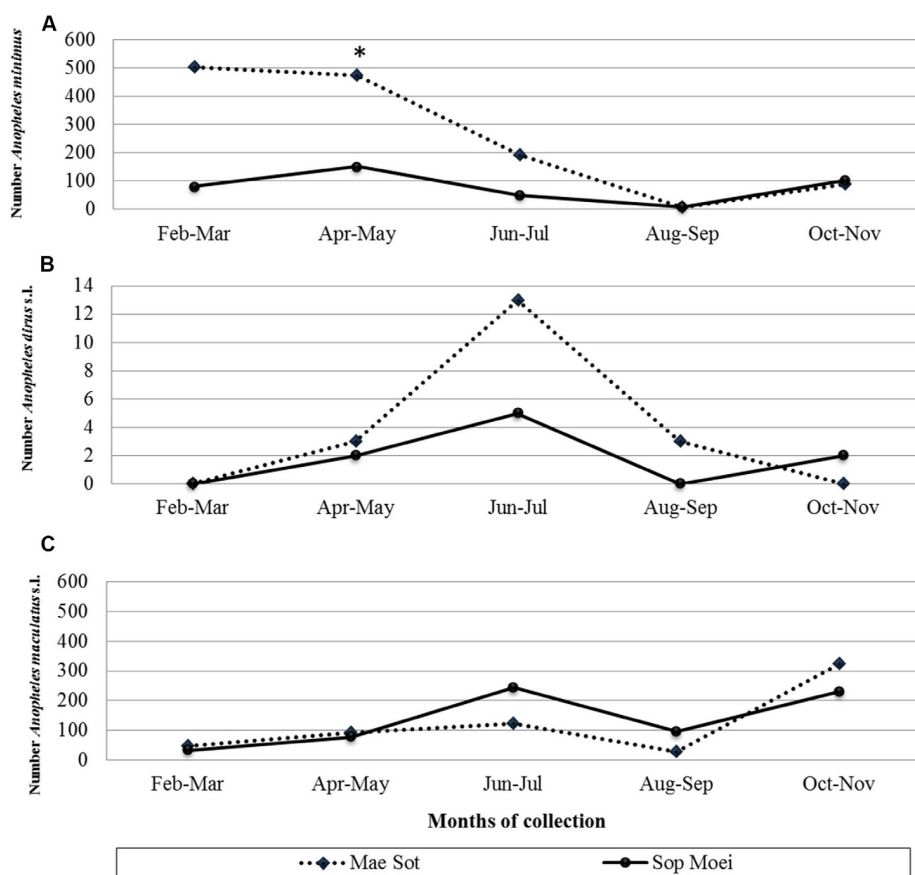 A
Number Anopheles minimus
600
500
400
300
200
100
0
*
Feb-Mar Apr-May Jun-Jul Aug-Sep Oct-Nov
B
Number Anopheles dirus s.l.
14
12
10
8
6
4
2
0
Feb-Mar Apr-May Jun-Jul Aug-Sep Oct-Nov
C
Number Anopheles maculatus s.l.
600
500
400
300
200
100
0
Feb-Mar Apr-May Jun-Jul Aug-Sep Oct-Nov
Months of collection
Mae Sot Sop Moei